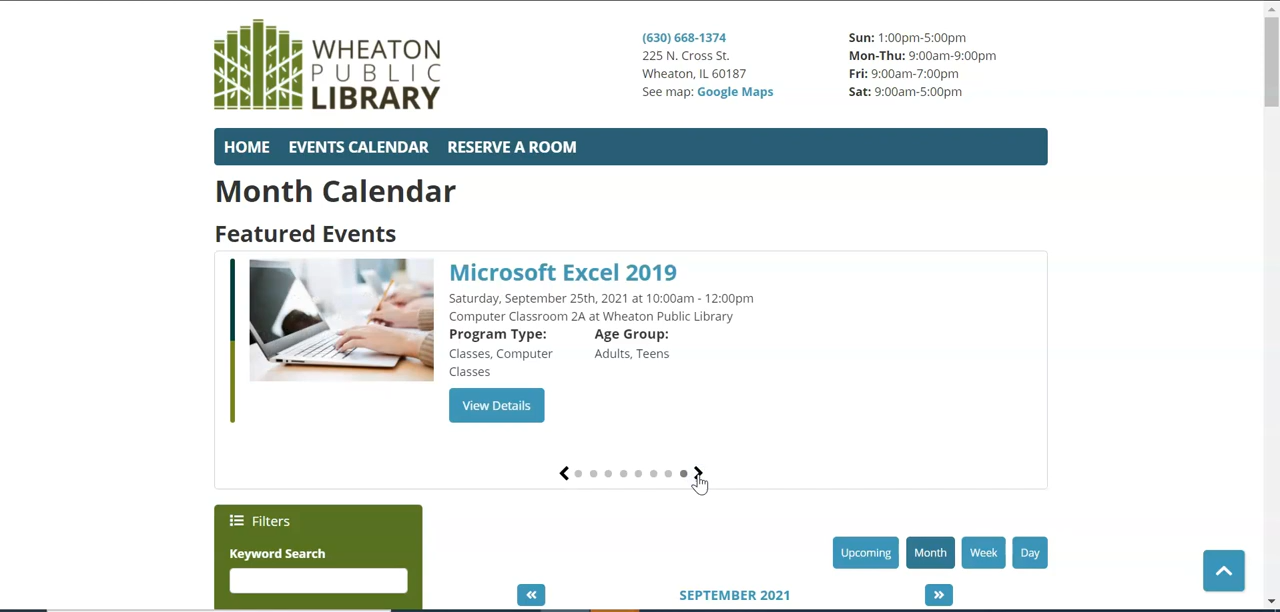 WHEATON
PUBLIC
LIBRARY
(630) 668-1374
225 N. Cross St.
Wheaton, IL 60187
See map: Google Maps
Sun: 1:00pm-5:00pm
Mon-Thu: 9:00am-9:00pm
Fri: 9:00am-7:00pm
Sat: 9:00am-5:00pm
HOME EVENTS CALENDAR RESERVE A ROOM
Month Calendar
Featured Events
Microsoft Excel 2019
Saturday, September 25th, 2021 at 10:00am - 12:00pm
Computer Classroom 2A at Wheaton Public Library
Program Type:
Classes, Computer
Classes
Age Group:
Adults, Teens
View Details
Filters
Keyword Search
Upcoming Month Week Day
« SEPTEMBER 2021 »